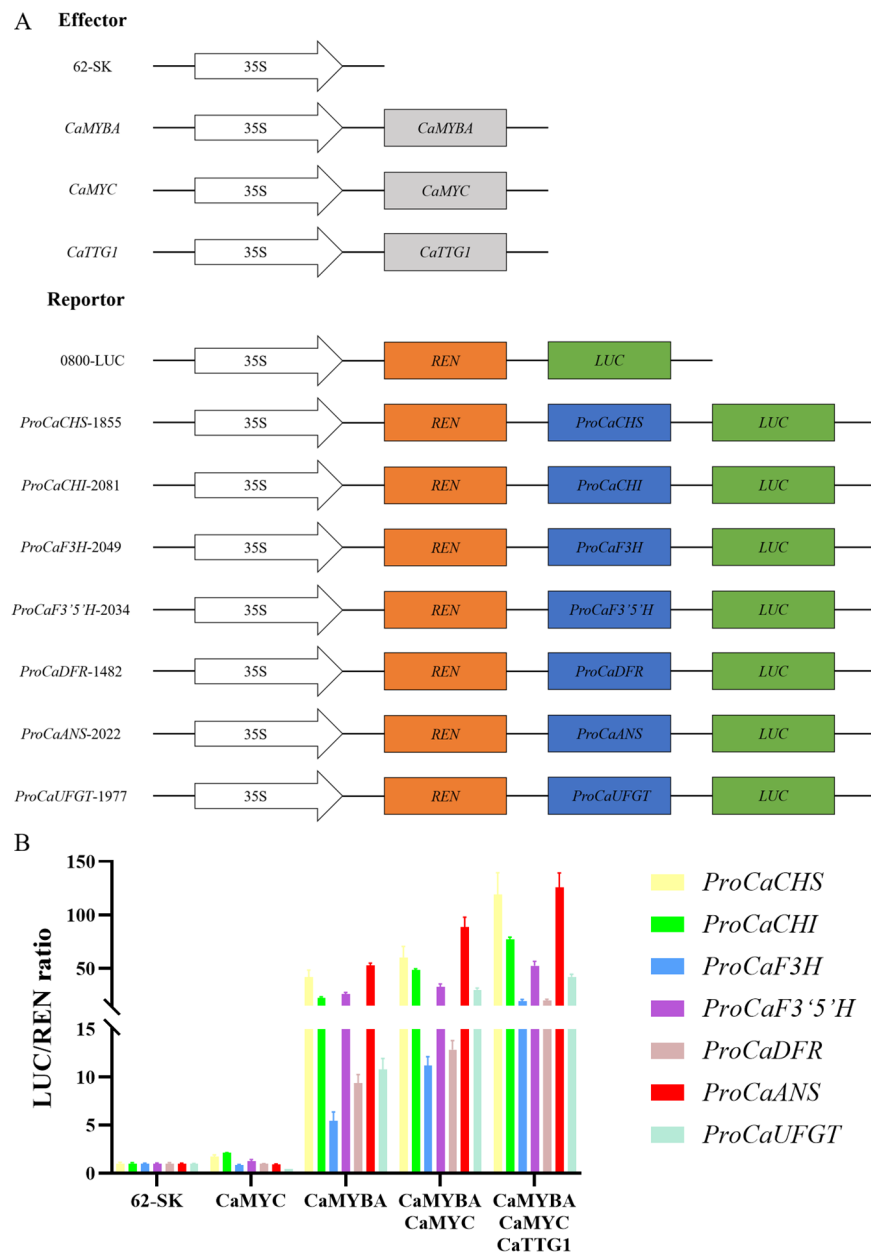 A Effector
62-SK 35S
CaMYBA 35S CaMYBA
CaMYC 35S CaMYC
CaTTG1 35S CaTTG1
Reportor
0800-LUC 35S REN LUC
ProCaCHS-1855 35S REN ProCaCHS LUC
ProCaCHI-2081 35S REN ProCaCHI LUC
ProCaF3H-2049 35S REN ProCaF3H LUC
ProCaF3’5’H-2034 35S REN ProCaF3’5’H LUC
ProCaDFR-1482 35S REN ProCaDFR LUC
ProCaANS-2022 35S REN ProCaANS LUC
ProCaUFGT-1977 35S REN ProCaUFGT LUC
B
LUC/REN ratio
150
100
50
15
10
5
0
62-SK
CaMYC
CaMYBA
CaMYBA
CaMYC
CaMYBA
CaMYC
CaTTG1
ProCaCHS
ProCaCHI
ProCaF3H
ProCaF3‘5’H
ProCaDFR
ProCaANS
ProCaUFGT